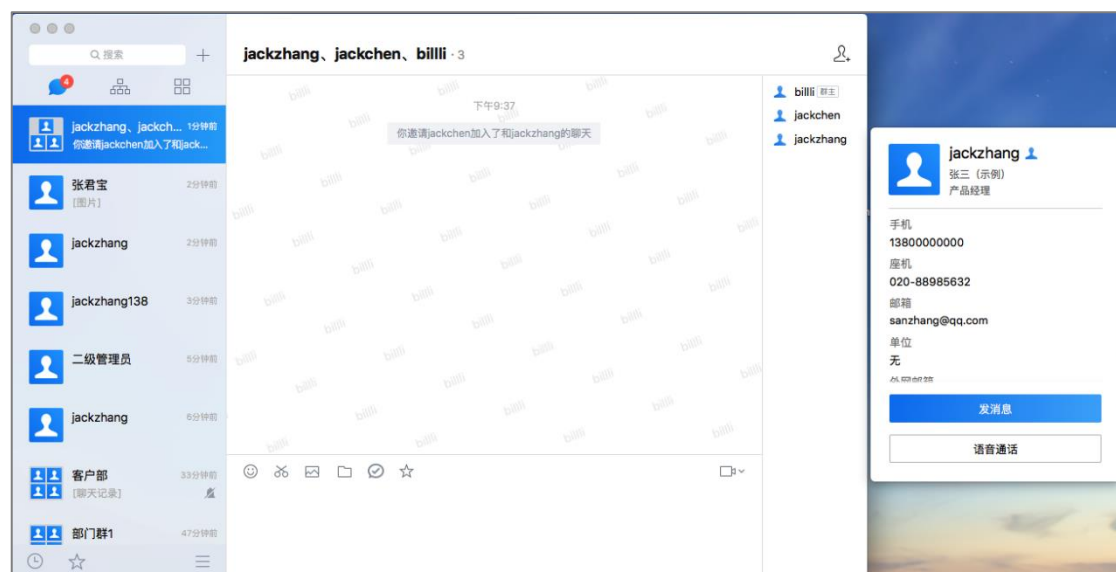 搜索
4
jackzhang、jackch... 1分钟前
你邀请jackchen加入了和jack...
张君宝 2分钟前
[图片]
jackzhang 2分钟前
jackzhang138 3分钟前
二级管理员 5分钟前
jackzhang 6分钟前
客户部 33分钟前
[聊天记录]
部门群1 47分钟前
jackzhang、jackchen、billli · 3
下午9:37
你邀请jackchen加入了和jackzhang的聊天
billli
billli 群主
jackchen
jackzhang
jackzhang
张三（示例）
产品经理
手机
13800000000
座机
020-88985632
邮箱
sanzhang@qq.com
单位
无
外网邮箱
发消息
语音通话